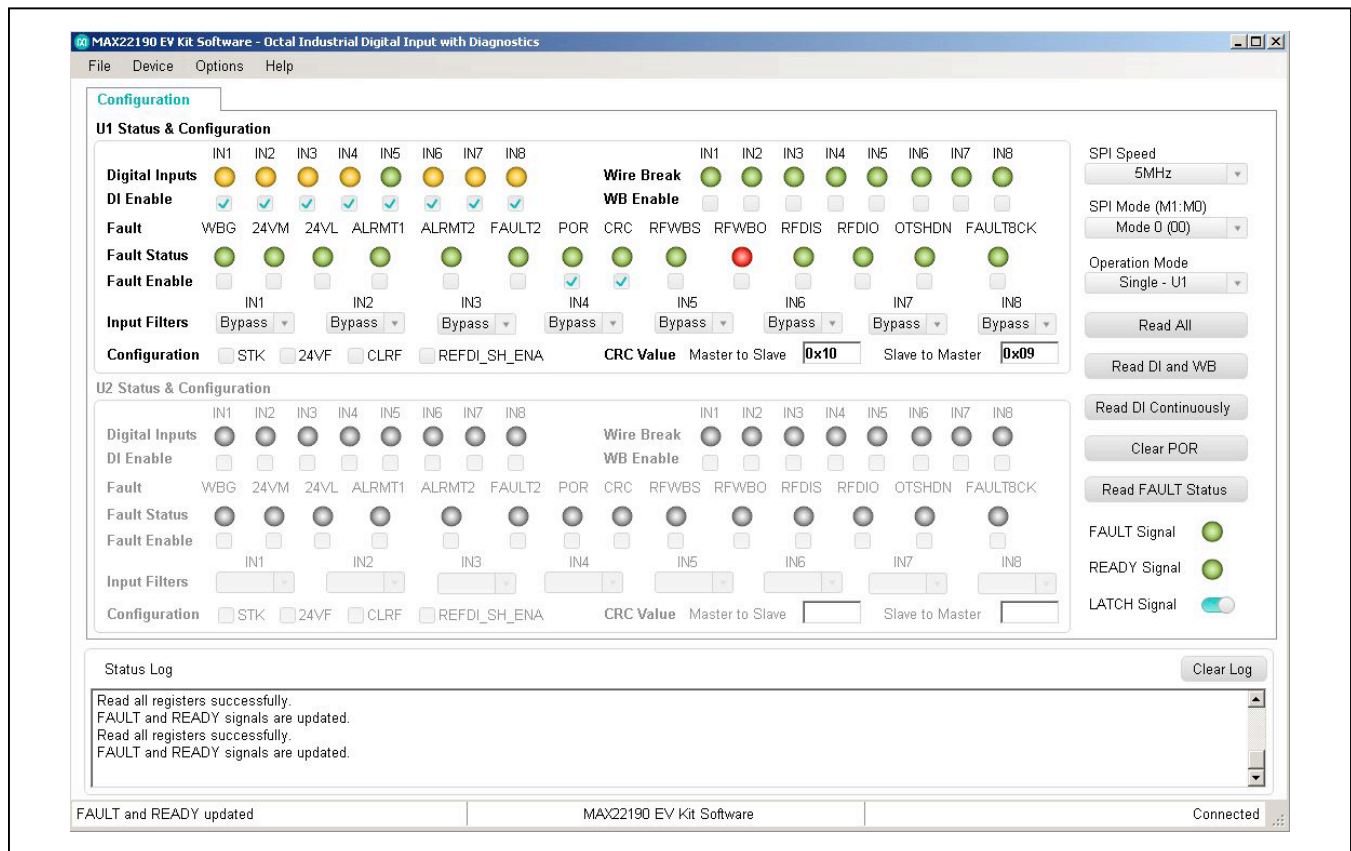 MAX22190 EV Kit Software - Octal Industrial Digital Input with Diagnostics
File Device Options Help
Configuration
U1 Status & Configuration
IN1 IN2 IN3 IN4 IN5 IN6 IN7 IN8 IN1 IN2 IN3 IN4 IN5 IN6 IN7 IN8
Digital Inputs Wire Break
DI Enable WB Enable
Fault WBG 24VM 24VL ALRMT1 ALRMT2 FAULT2 POR CRC RFWBS RFWBO RFDIS RFDIO OTSHDN FAULT8CK
Fault Status
Fault Enable
IN1 IN2 IN3 IN4 IN5 IN6 IN7 IN8
Input Filters Bypass Bypass Bypass Bypass Bypass Bypass Bypass Bypass
Configuration STK 24VF CLRF REFDI_SH_ENA CRC Value Master to Slave 0x10 Slave to Master 0x09
U2 Status & Configuration
IN1 IN2 IN3 IN4 IN5 IN6 IN7 IN8 IN1 IN2 IN3 IN4 IN5 IN6 IN7 IN8
Digital Inputs Wire Break
DI Enable WB Enable
Fault WBG 24VM 24VL ALRMT1 ALRMT2 FAULT2 POR CRC RFWBS RFWBO RFDIS RFDIO OTSHDN FAULT8CK
Fault Status
Fault Enable
IN1 IN2 IN3 IN4 IN5 IN6 IN7 IN8
Input Filters
Configuration STK 24VF CLRF REFDI_SH_ENA CRC Value Master to Slave Slave to Master
SPI Speed
5MHz
SPI Mode (M1:M0)
Mode 0 (00)
Operation Mode
Single - U1
Read All
Read DI and WB
Read DI Continuously
Clear POR
Read FAULT Status
FAULT Signal
READY Signal
LATCH Signal
Status Log
Clear Log
Read all registers successfully.
FAULT and READY signals are updated.
Read all registers successfully.
FAULT and READY signals are updated.
FAULT and READY updated MAX22190 EV Kit Software Connected